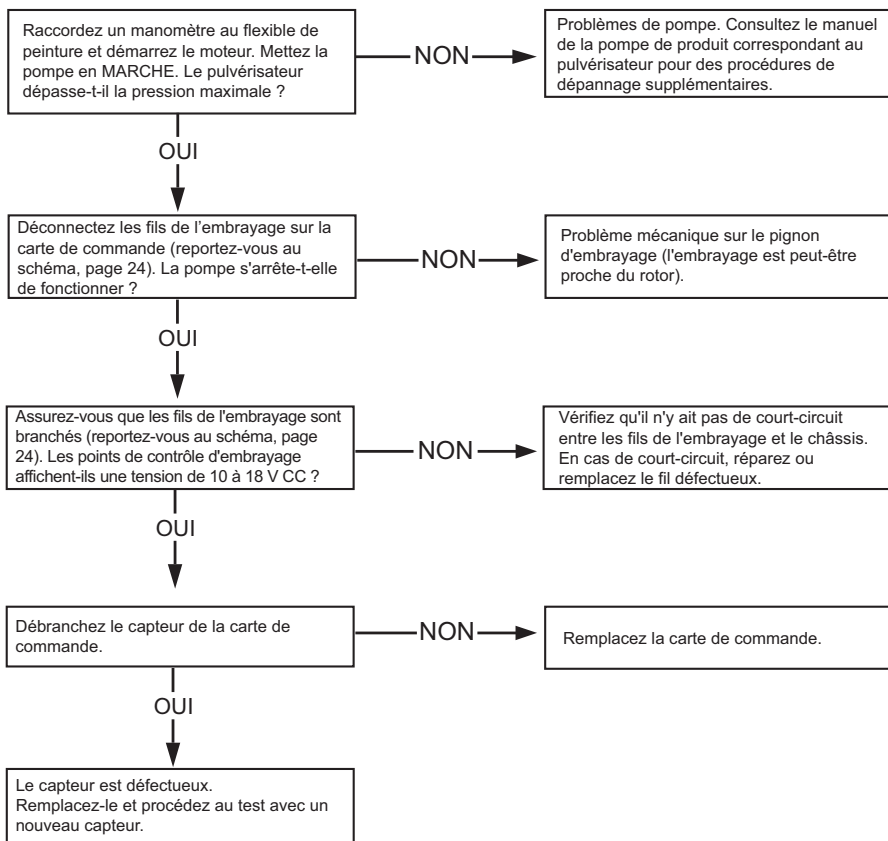 Raccordez un manomètre au flexible de
peinture et démarrez le moteur. Mettez la
pompe en MARCHE. Le pulvérisateur
dépasse-t-il la pression maximale ?
NON
Problèmes de pompe. Consultez le manuel
de la pompe de produit correspondant au
pulvérisateur pour des procédures de
dépannage supplémentaires.
OUI
Déconnectez les fils de l'embrayage sur la
carte de commande (reportez-vous au
schéma, page 24). La pompe s'arrête-t-elle
de fonctionner ?
NON
Problème mécanique sur le pignon
d'embrayage (l'embrayage est peut-être
proche du rotor).
OUI
Assurez-vous que les fils de l'embrayage sont
branchés (reportez-vous au schéma, page
24). Les points de contrôle d'embrayage
affichent-ils une tension de 10 à 18 V CC ?
NON
Vérifiez qu'il n'y ait pas de court-circuit
entre les fils de l'embrayage et le châssis.
En cas de court-circuit, réparez ou
remplacez le fil défectueux.
OUI
Débranchez le capteur de la carte de
commande.
NON
Remplacez la carte de commande.
OUI
Le capteur est défectueux.
Remplacez-le et procédez au test avec un
nouveau capteur.